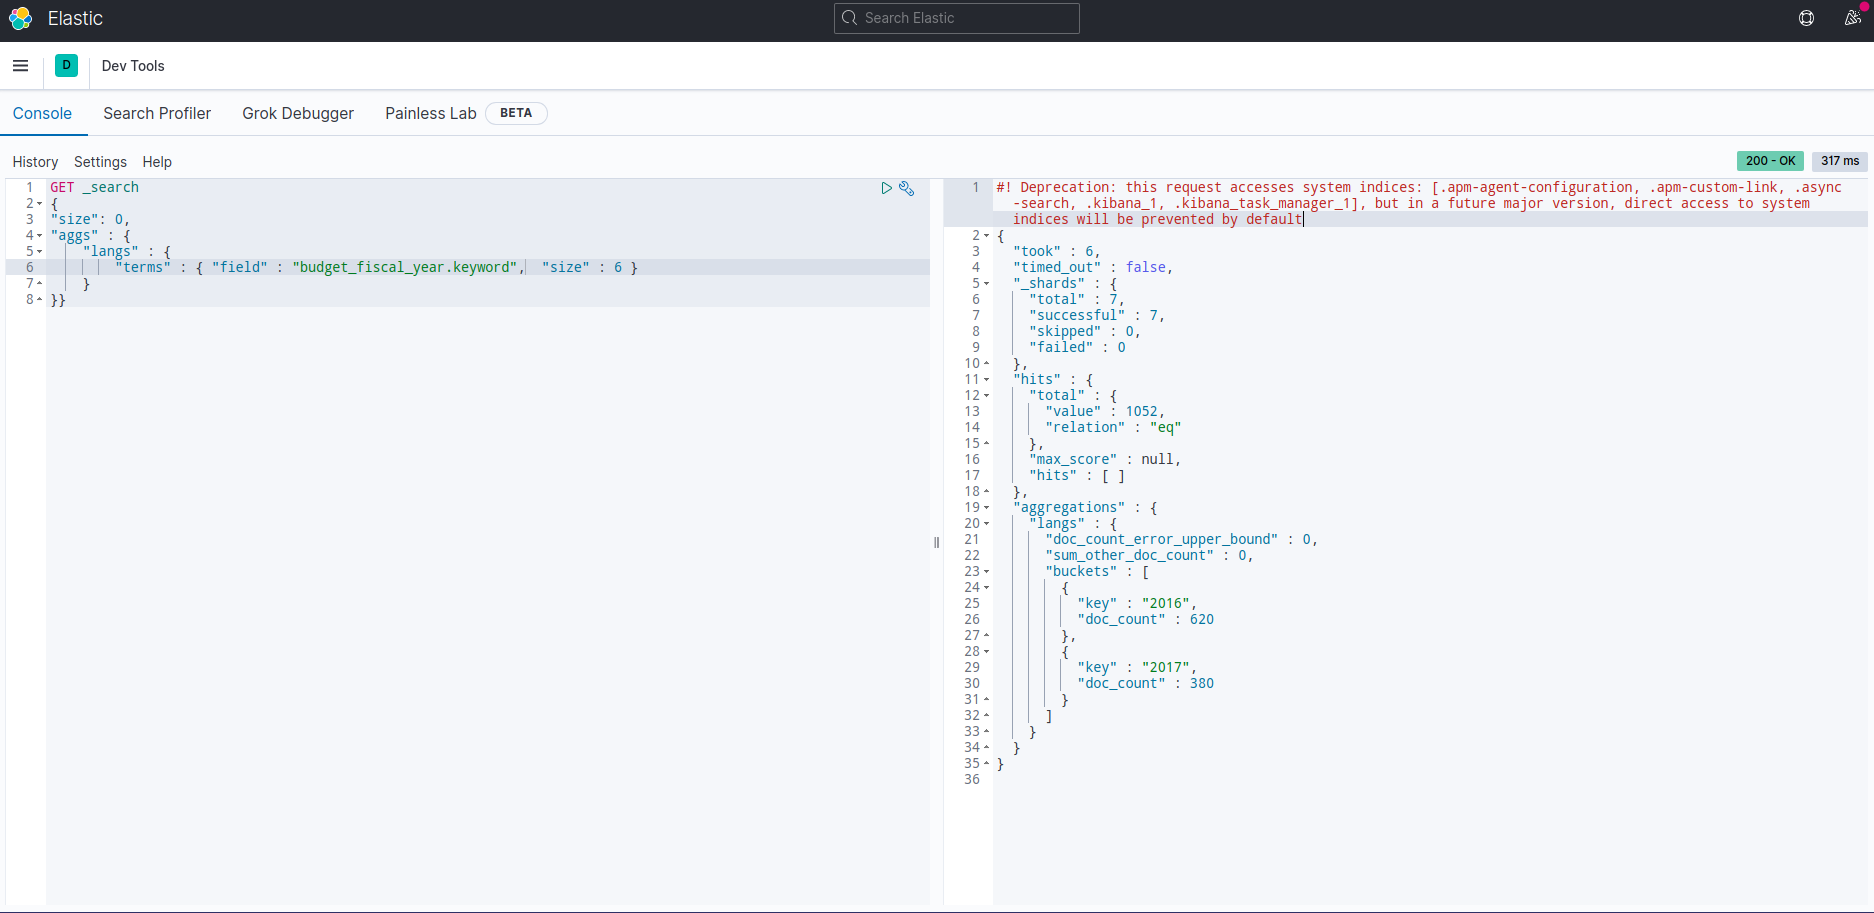 Elastic
Search Elastic
D
Dev Tools
Console Search Profiler Grok Debugger Painless Lab BETA
History Settings Help
200 - OK 317 ms
1 GET _search
2 {
3 "size": 0,
4 "aggs" : {
5 "langs" : {
6 "terms" : { "field" : "budget_fiscal_year.keyword", "size" : 6 }
7 }
8 }}
1 #! Deprecation: this request accesses system indices: [.apm-agent-configuration, .apm-custom-link, .async
-search, .kibana_1, .kibana_task_manager_1], but in a future major version, direct access to system
indices will be prevented by default
2 {
3 "took" : 6,
4 "timed_out" : false,
5 "_shards" : {
6 "total" : 7,
7 "successful" : 7,
8 "skipped" : 0,
9 "failed" : 0
10 },
11 "hits" : {
12 "total" : {
13 "value" : 1052,
14 "relation" : "eq"
15 },
16 "max_score" : null,
17 "hits" : [ ]
18 },
19 "aggregations" : {
20 "langs" : {
21 "doc_count_error_upper_bound" : 0,
22 "sum_other_doc_count" : 0,
23 "buckets" : [
24 {
25 "key" : "2016",
26 "doc_count" : 620
27 },
28 {
29 "key" : "2017",
30 "doc_count" : 380
31 }
32 ]
33 }
34 }
35 }
36